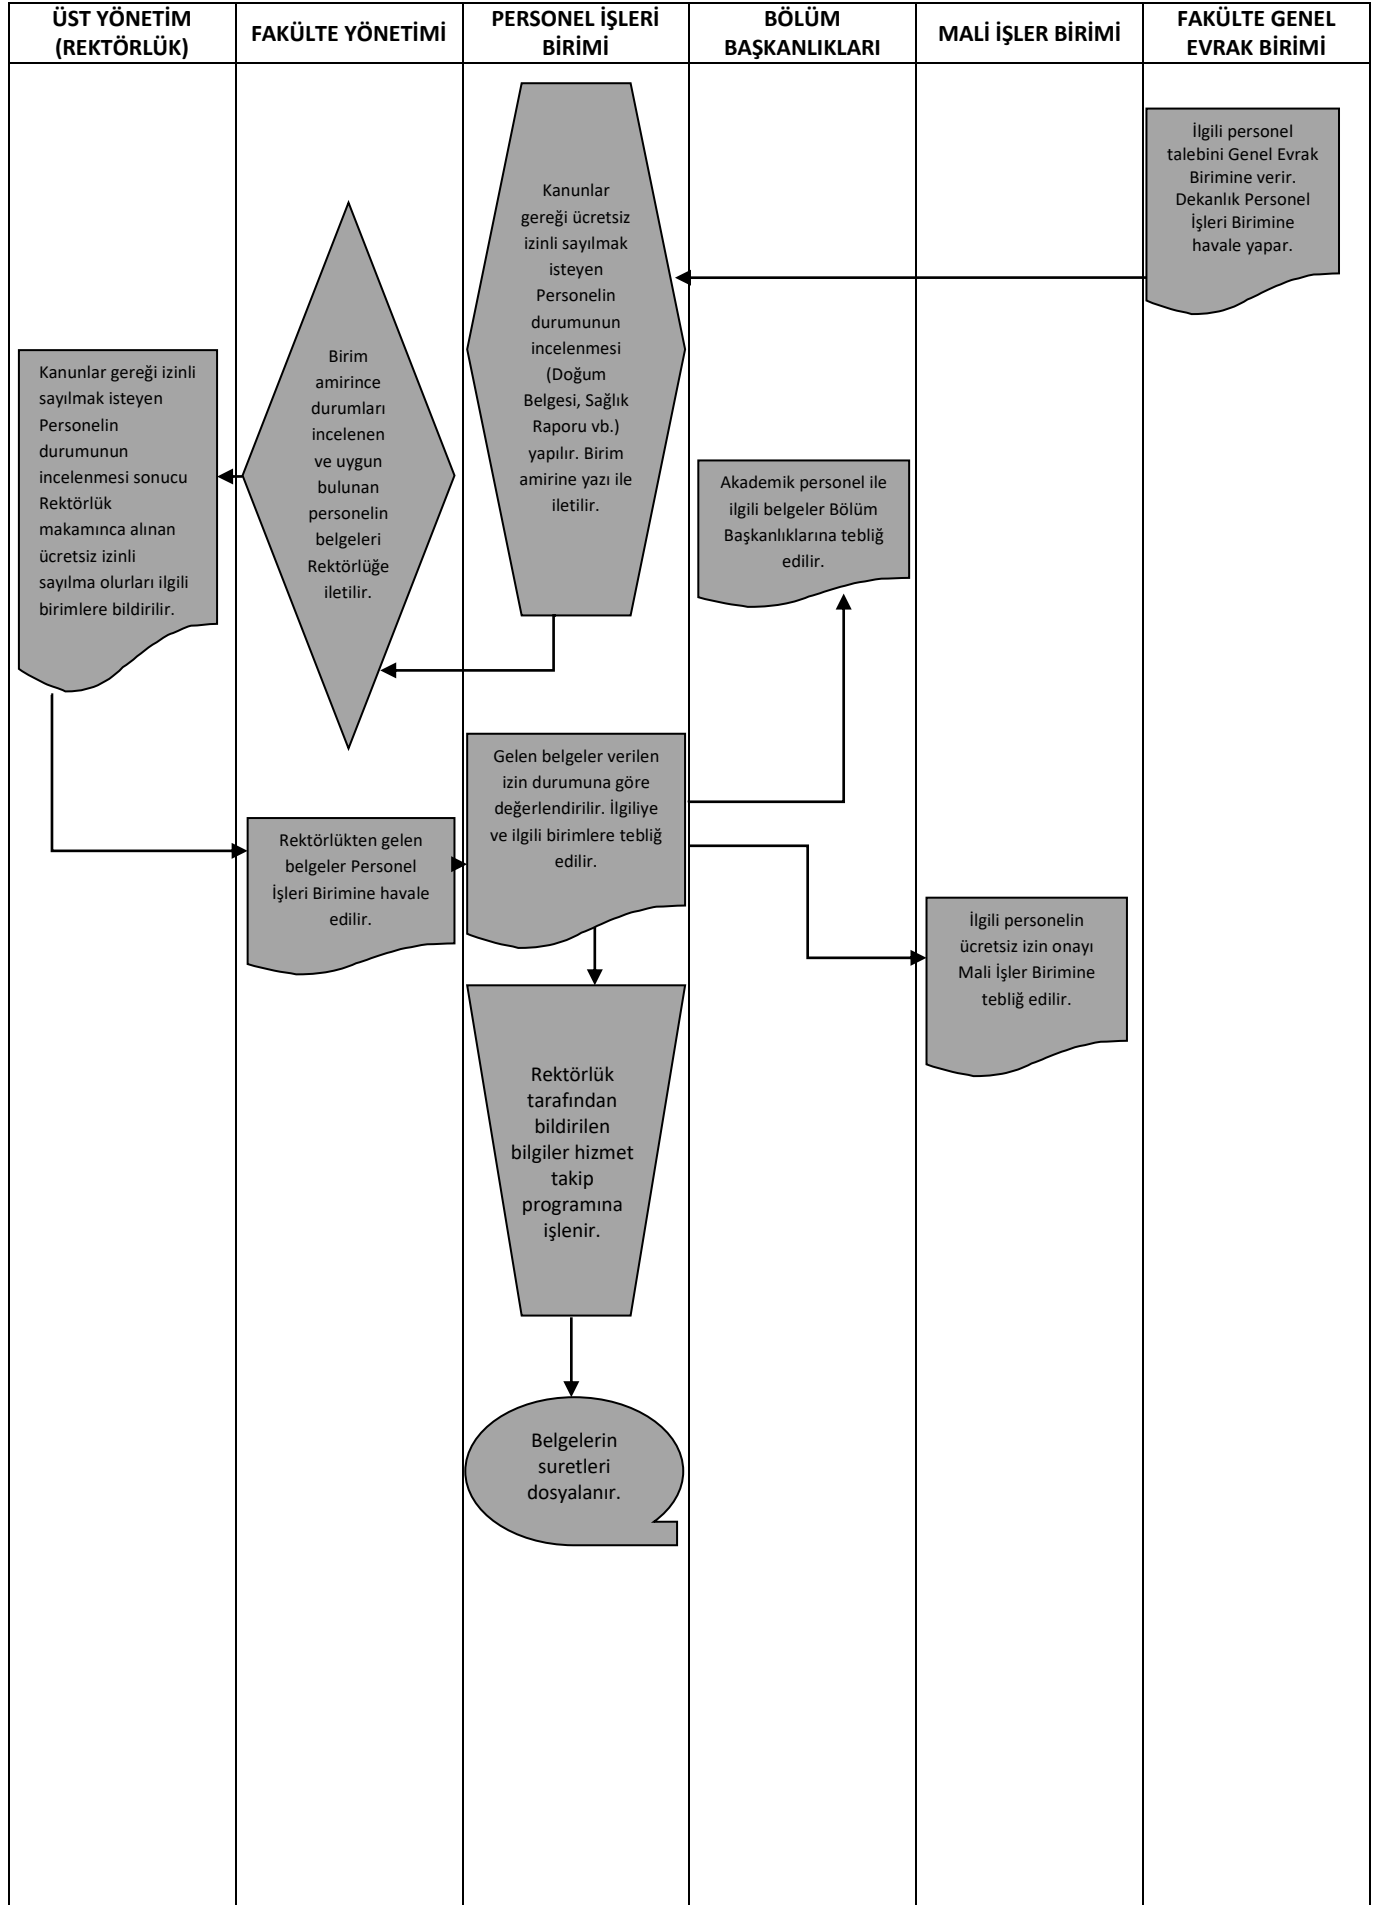 ÜST YÖNETİM
(REKTÖRLÜK)
FAKÜLTE YÖNETİMİ
PERSONEL İŞLERİ
BİRİMİ
BÖLÜM
BAŞKANLIKLARI
MALİ İŞLER BİRİMİ
FAKÜLTE GENEL
EVRAK BİRİMİ
İlgili personel
talebini Genel Evrak
Birimine verir.
Dekanlık Personel
İşleri Birimine
havale yapar.
Kanunlar
gereği ücretsiz
izinli sayılmak
isteyen
Personelin
durumunun
incelenmesi
(Doğum
Belgesi, Sağlık
Raporu vb.)
yapılır. Birim
amirine yazı ile
iletilir.
Birim
amirince
durumları
incelenen
ve uygun
bulunan
personelin
belgeleri
Rektörlüğe
iletilir.
Kanunlar gereği izinli
sayılmak isteyen
Personelin
durumunun
incelenmesi sonucu
Rektörlük
makamınca alınan
ücretsiz izinli
sayılma olurları ilgili
birimlere bildirilir.
Akademik personel ile
ilgili belgeler Bölüm
Başkanlıklarına tebliğ
edilir.
Rektörlükten gelen
belgeler Personel
İşleri Birimine havale
edilir.
Gelen belgeler verilen
izin durumuna göre
değerlendirilir. İlgiliye
ve ilgili birimlere tebliğ
edilir.
İlgili personelin
ücretsiz izin onayı
Mali İşler Birimine
tebliğ edilir.
Rektörlük
tarafından
bildirilen
bilgiler hizmet
takip
programına
işlenir.
Belgelerin
suretleri
dosyalanır.